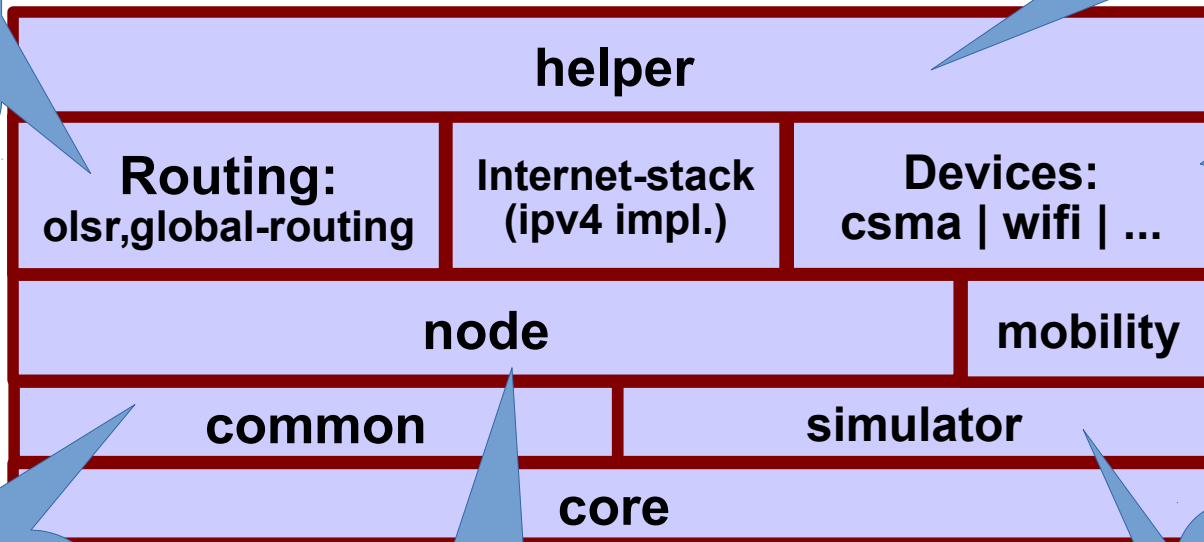 helper
Routing:
olsr,global-routing
Internet-stack
(ipv4 impl.)
Devices:
csma | wifi | ...
node
mobility
common
simulator
core